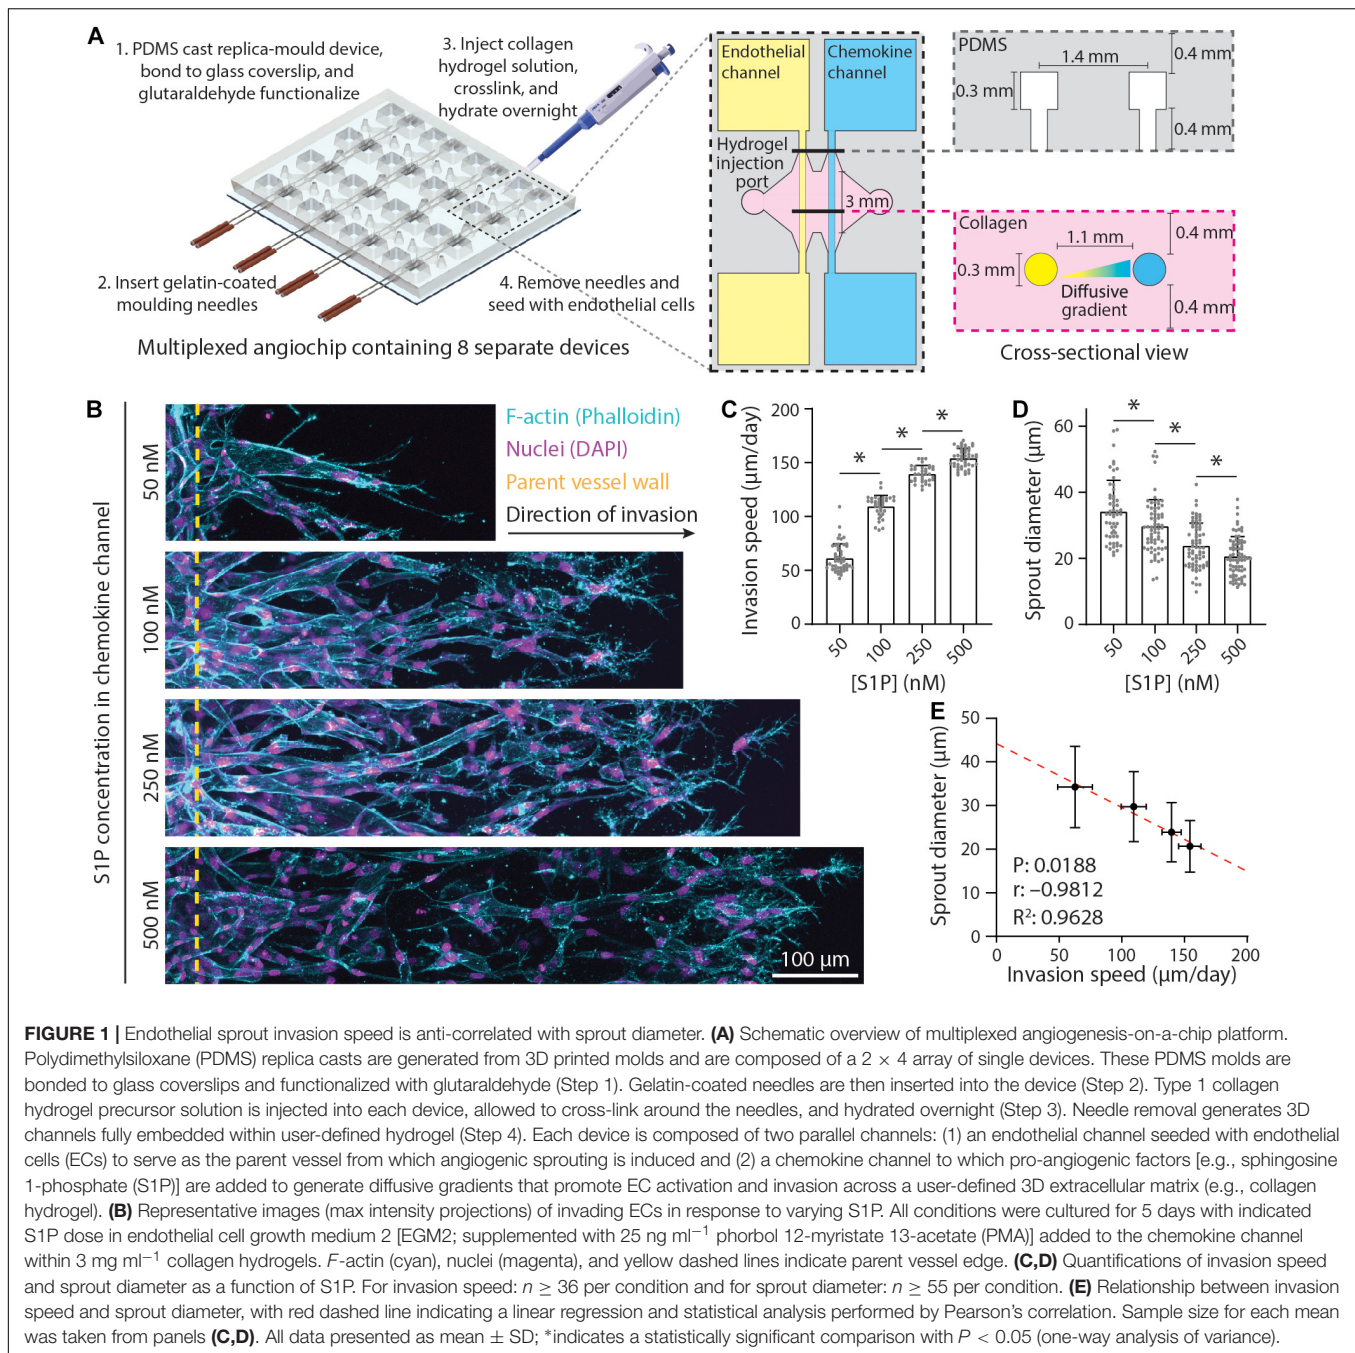 A
1. PDMS cast replica-mould device,
bond to glass coverslip, and
glutaraldehyde functionalize
3. Inject collagen
hydrogel solution,
crosslink, and
hydrate overnight
2. Insert gelatin-coated
moulding needles
4. Remove needles and
seed with endothelial cells
Multiplexed angiochip containing 8 separate devices
Endothelial
channel
Chemokine
channel
Hydrogel
injection
port
3 mm
PDMS
1.4 mm
0.4 mm
0.3 mm
0.4 mm
Collagen
1.1 mm
0.4 mm
0.3 mm
Diffusive
gradient
0.4 mm
Cross-sectional view
B
S1P concentration in chemokine channel
50 nM
100 nM
250 nM
500 nM
F-actin (Phalloidin)
Nuclei (DAPI)
Parent vessel wall
Direction of invasion
100 µm
C
Invasion speed (µm/day)
200
150
100
50
0
* * *
50 100 250 500
[S1P] (nM)
D
Sprout diameter (µm)
60
40
20
0
* * *
50 100 250 500
[S1P] (nM)
E
Sprout diameter (µm)
50
40
30
20
10
0
P: 0.0188
r: –0.9812
R²: 0.9628
0 50 100 150 200
Invasion speed (µm/day)
FIGURE 1 | Endothelial sprout invasion speed is anti-correlated with sprout diameter. (A) Schematic overview of multiplexed angiogenesis-on-a-chip platform.
Polydimethylsiloxane (PDMS) replica casts are generated from 3D printed molds and are composed of a 2 × 4 array of single devices. These PDMS molds are
bonded to glass coverslips and functionalized with glutaraldehyde (Step 1). Gelatin-coated needles are then inserted into the device (Step 2). Type 1 collagen
hydrogel precursor solution is injected into each device, allowed to cross-link around the needles, and hydrated overnight (Step 3). Needle removal generates 3D
channels fully embedded within user-defined hydrogel (Step 4). Each device is composed of two parallel channels: (1) an endothelial channel seeded with endothelial
cells (ECs) to serve as the parent vessel from which angiogenic sprouting is induced and (2) a chemokine channel to which pro-angiogenic factors [e.g., sphingosine
1-phosphate (S1P)] are added to generate diffusive gradients that promote EC activation and invasion across a user-defined 3D extracellular matrix (e.g., collagen
hydrogel). (B) Representative images (max intensity projections) of invading ECs in response to varying S1P. All conditions were cultured for 5 days with indicated
S1P dose in endothelial cell growth medium 2 [EGM2; supplemented with 25 ng ml⁻¹ phorbol 12-myristate 13-acetate (PMA)] added to the chemokine channel
within 3 mg ml⁻¹ collagen hydrogels. F-actin (cyan), nuclei (magenta), and yellow dashed lines indicate parent vessel edge. (C,D) Quantifications of invasion speed
and sprout diameter as a function of S1P. For invasion speed: n ≥ 36 per condition and for sprout diameter: n ≥ 55 per condition. (E) Relationship between invasion
speed and sprout diameter, with red dashed line indicating a linear regression and statistical analysis performed by Pearson's correlation. Sample size for each mean
was taken from panels (C,D). All data presented as mean ± SD; *indicates a statistically significant comparison with P < 0.05 (one-way analysis of variance).